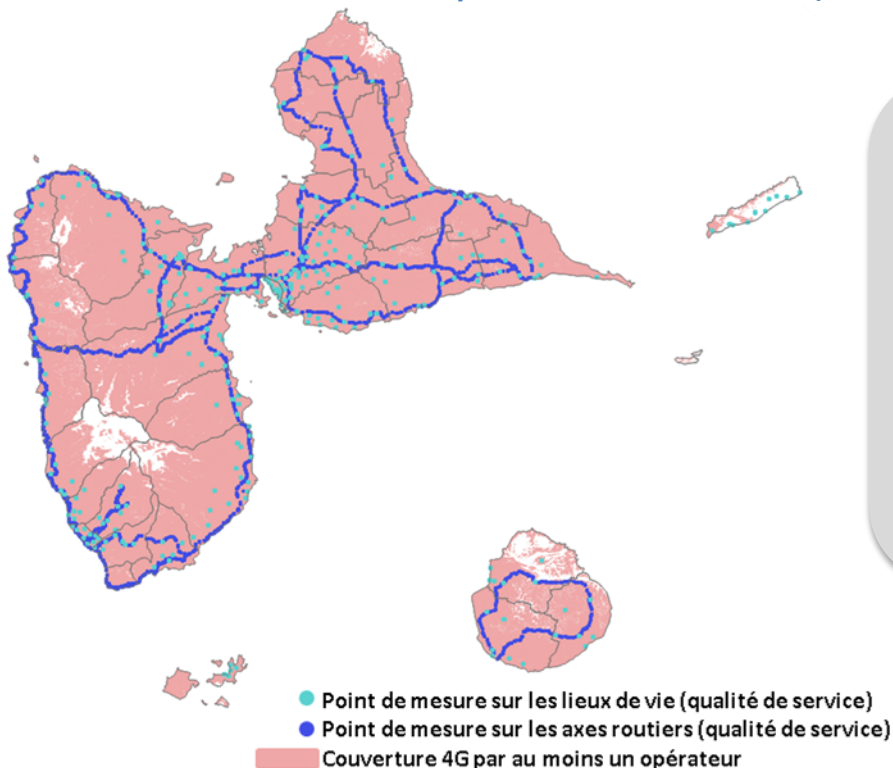 Point de mesure sur les lieux de vie (qualité de service)
Point de mesure sur les axes routiers (qualité de service)
Couverture 4G par au moins un opérateur